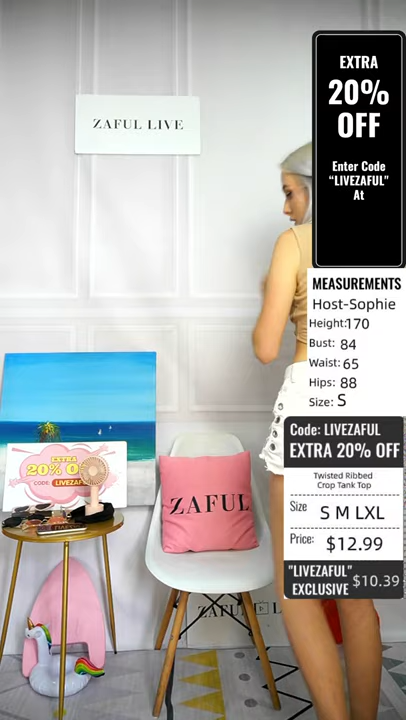 EXTRA
20%
OFF
Enter Code
"LIVEZAFUL"
At
ZAFUL LIVE
MEASUREMENTS
Host-Sophie
Height:170
Bust: 84
Waist: 65
Hips: 88
Size: S
Code: LIVEZAFUL
EXTRA 20% OFF
Twisted Ribbed
Crop Tank Top
Size S M LXL
Price: $12.99
"LIVEZAFUL"
EXCLUSIVE $10.39
EXTRA
20% O
CODE LIVEZAF
ZAFUL
ZAFUL